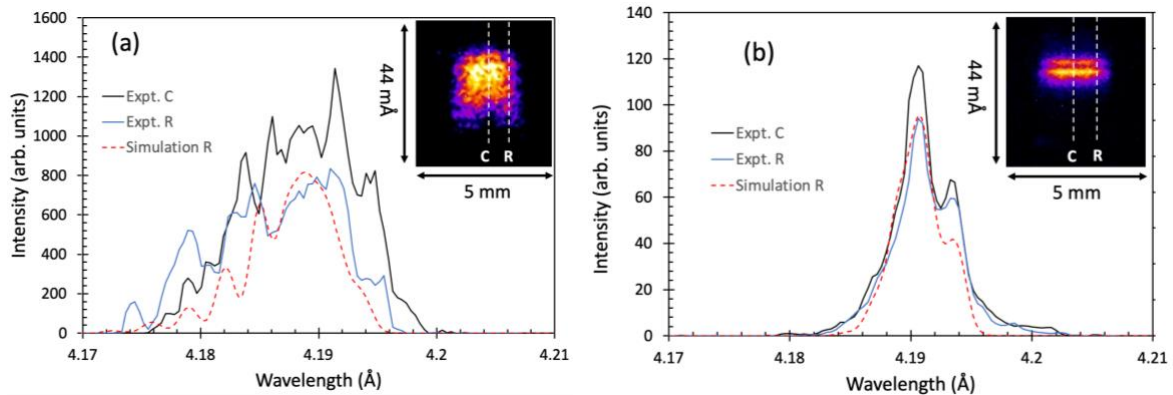 (a)
Intensity (arb. units)
1600
1400
1200
1000
800
600
400
200
0
Expt. C
Expt. R
Simulation R
44 mÅ
C R
5 mm
4.17 4.18 4.19 4.2 4.21
Wavelength (Å)
(b)
Intensity (arb. units)
140
120
100
80
60
40
20
0
Expt. C
Expt. R
Simulation R
44 mÅ
C R
5 mm
4.17 4.18 4.19 4.2 4.21
Wavelength (Å)